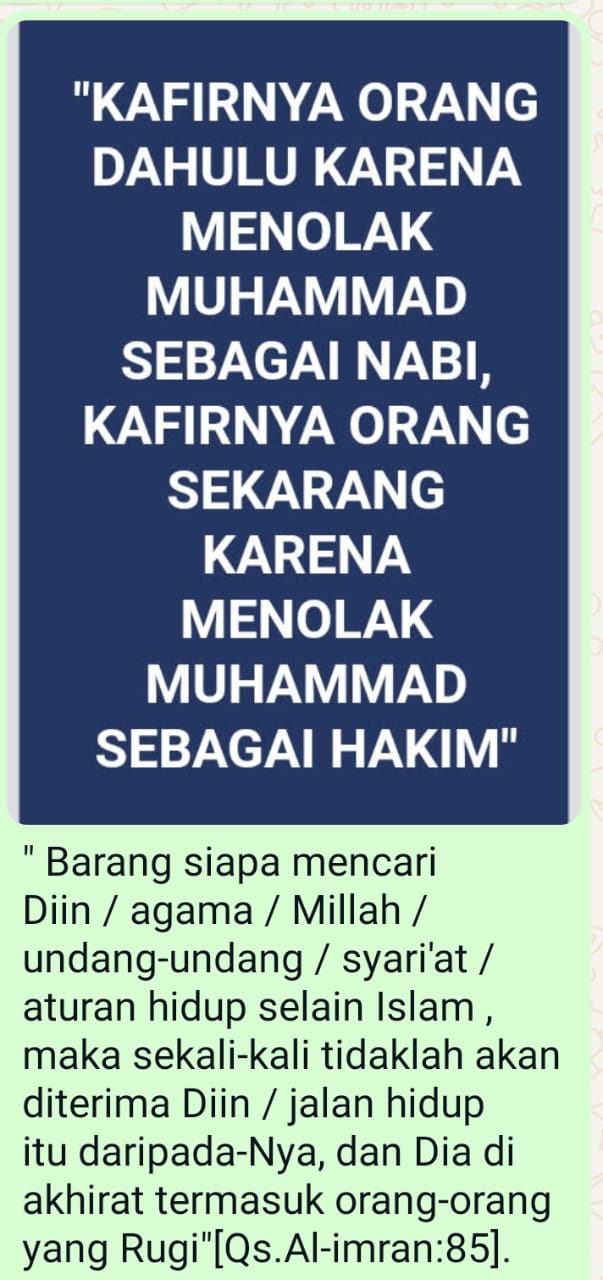 "KAFIRNYA ORANG
DAHULU KARENA
MENOLAK
MUHAMMAD
SEBAGAI NABI,
KAFIRNYA ORANG
SEKARANG
KARENA
MENOLAK
MUHAMMAD
SEBAGAI HAKIM"
" Barang siapa mencari
Diin / agama / Millah /
undang-undang / syari'at /
aturan hidup selain Islam ,
maka sekali-kali tidaklah akan
diterima Diin / jalan hidup
itu daripada-Nya, dan Dia di
akhirat termasuk orang-orang
yang Rugi"[Qs.Al-imran:85].